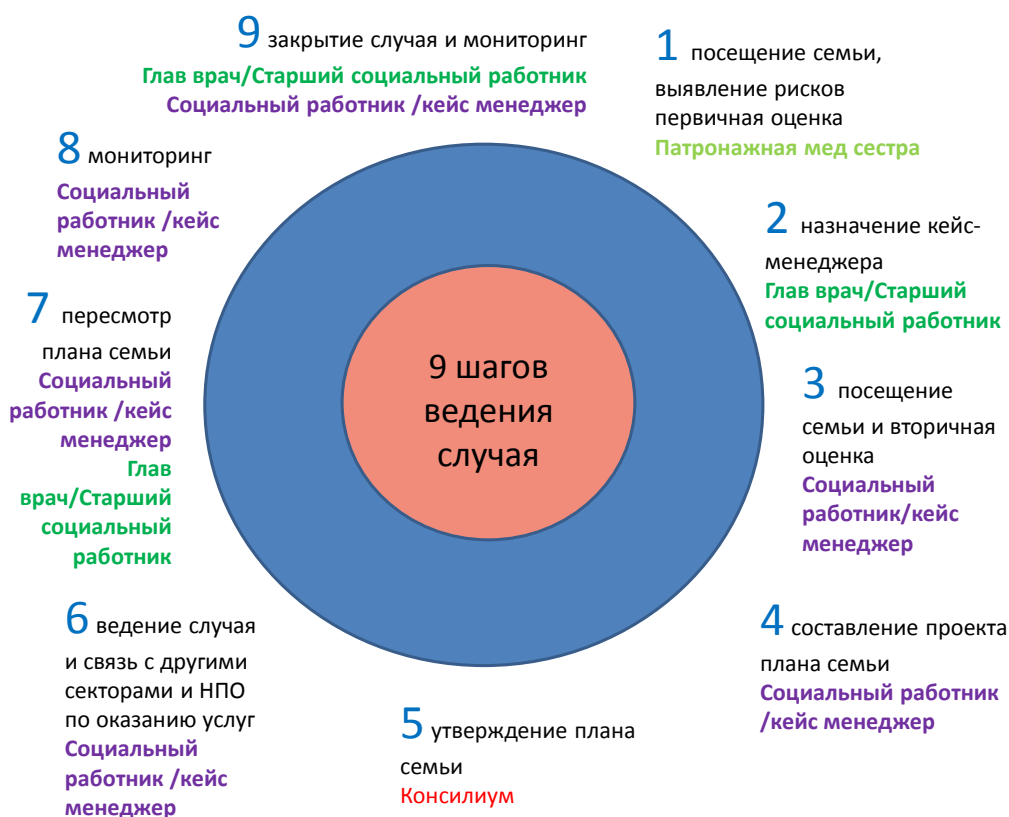 9 закрытие случая и мониторинг
Глав врач/Старший социальный работник
Социальный работник /кейс менеджер
1 посещение семьи,
выявление рисков
первичная оценка
Патронажная мед сестра
2 назначение кейс-
менеджера
Глав врач/Старший
социальный работник
3 посещение
семьи и вторичная
оценка
Социальный
работник/кейс
менеджер
4 составление проекта
плана семьи
Социальный работник
/кейс менеджер
5 утверждение плана
семьи
Консилиум
6 ведение случая
и связь с другими
секторами и НПО
по оказанию услуг
Социальный
работник /кейс
менеджер
7 пересмотр
плана семьи
Социальный
работник /кейс
менеджер
Глав
врач/Старший
социальный
работник
8 мониторинг
Социальный
работник /кейс
менеджер
9 шагов
ведения
случая